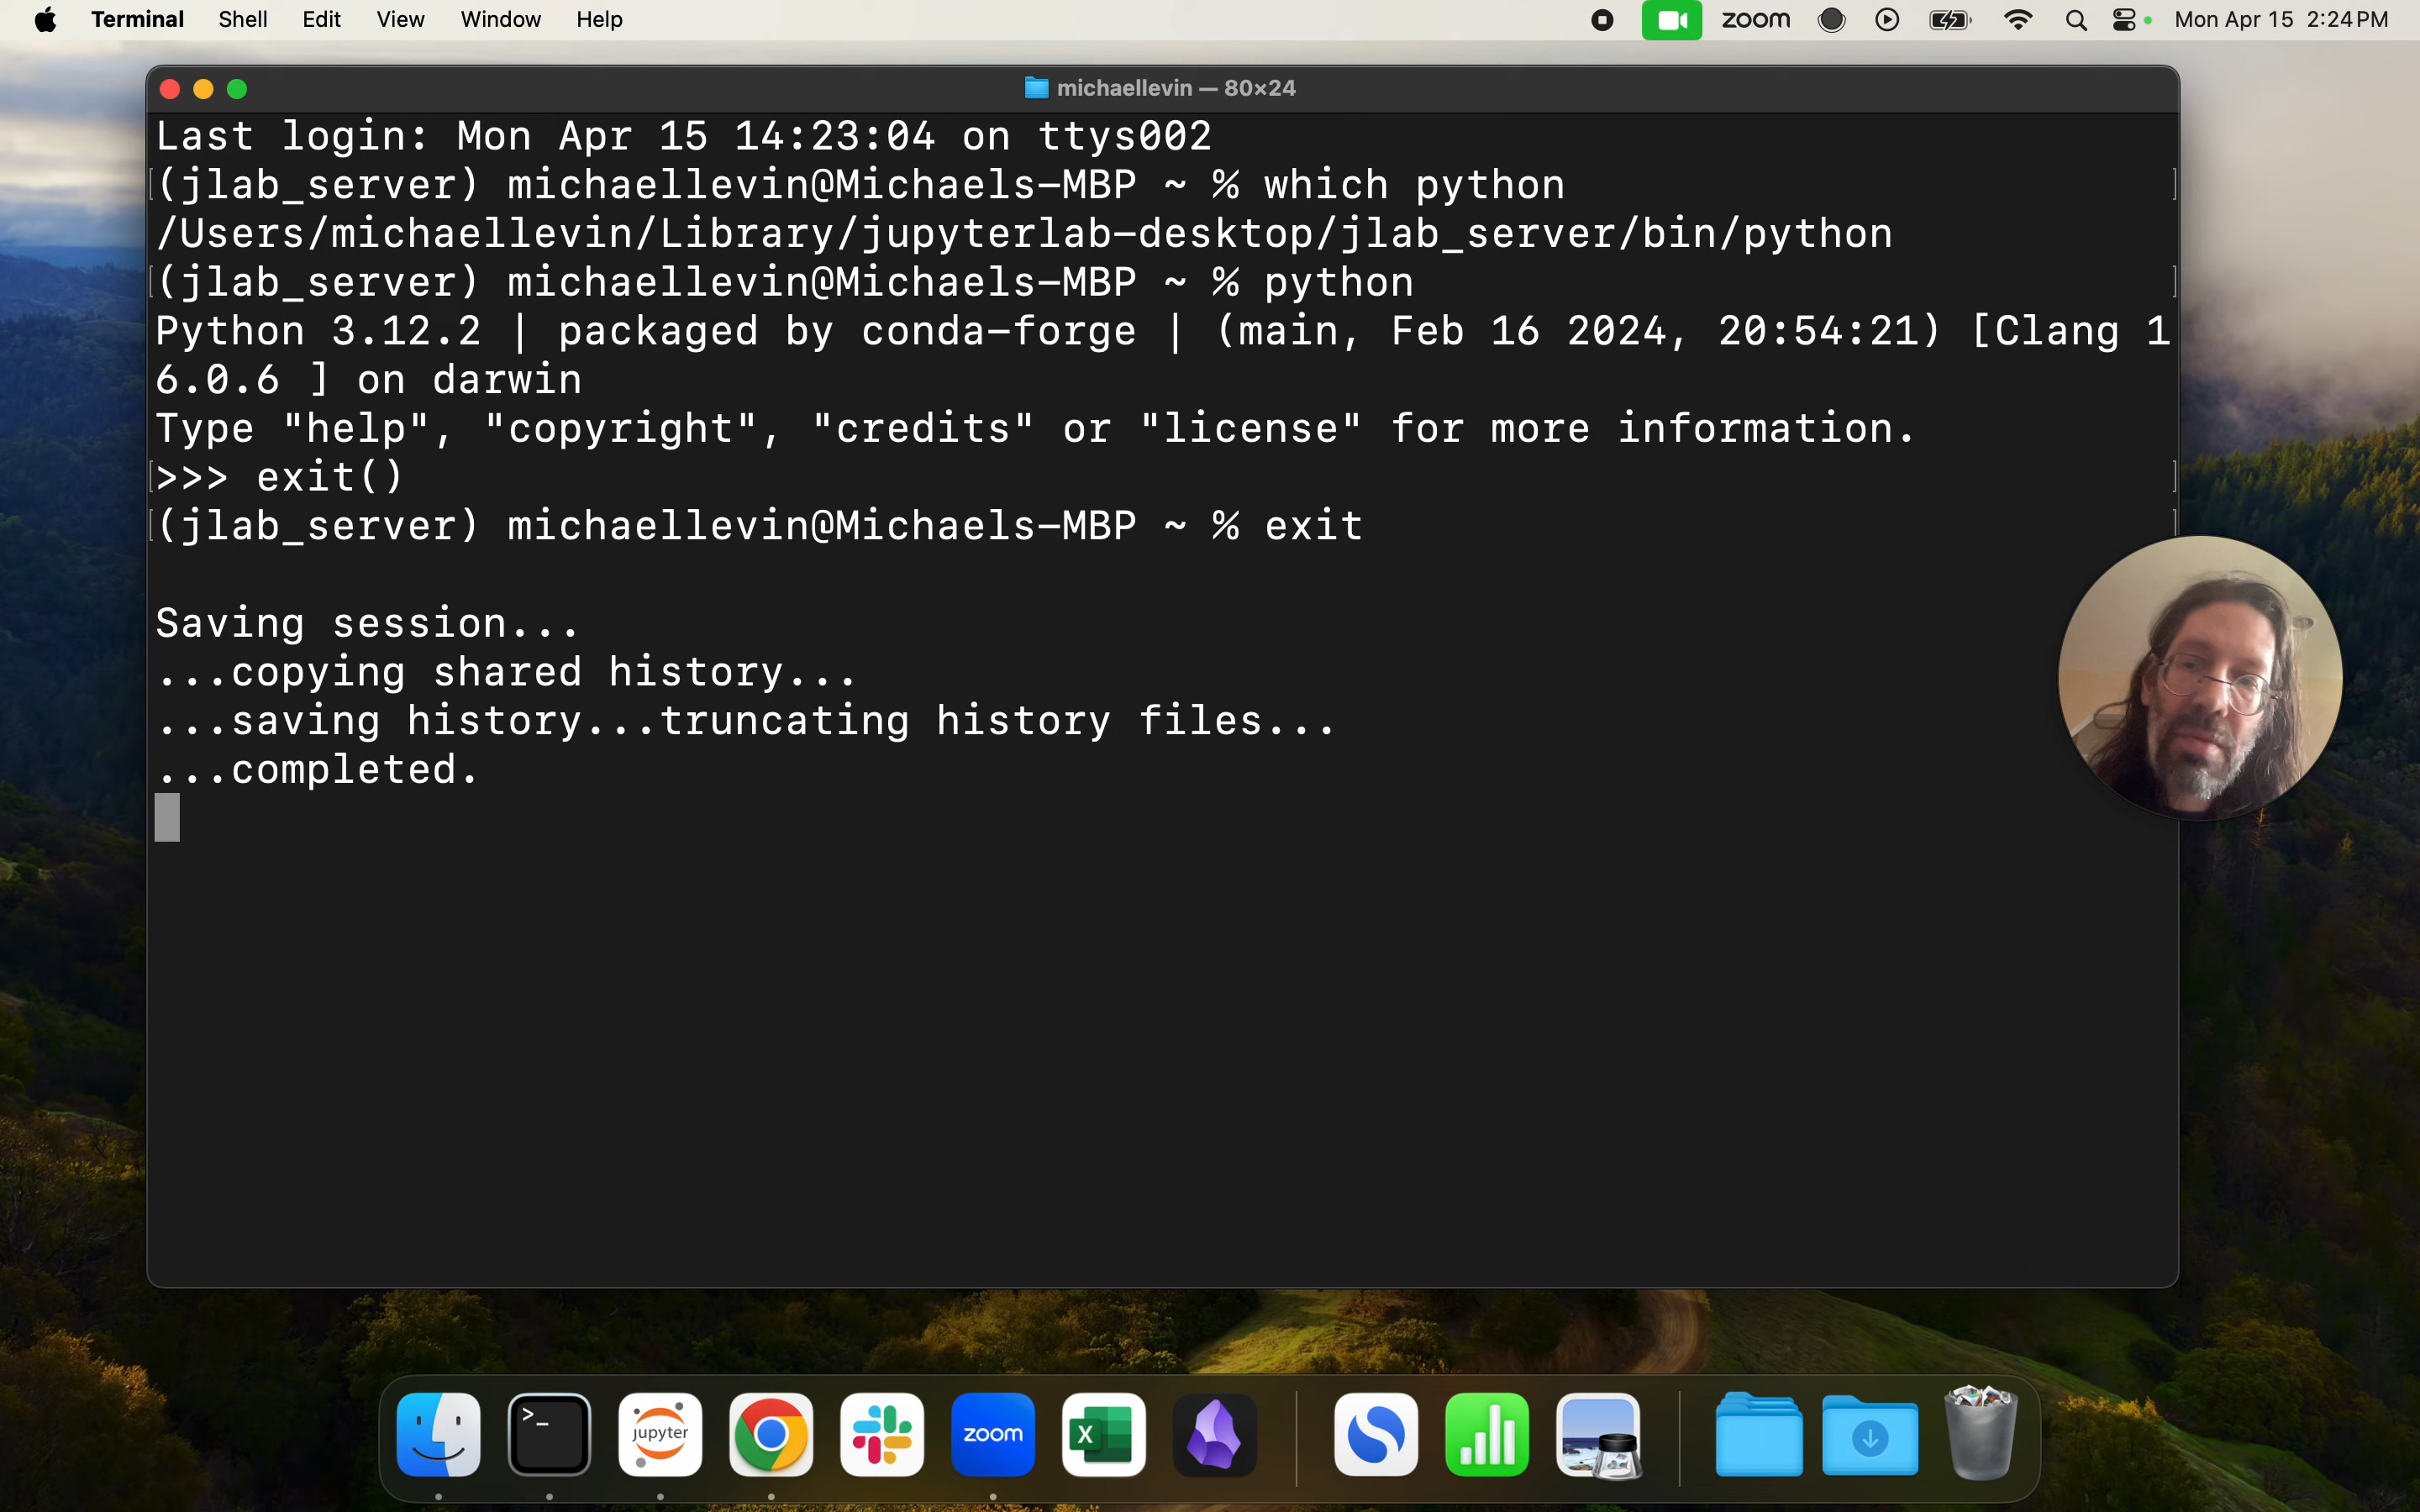 Terminal Shell Edit View Window Help zoom Mon Apr 15 2:24 PM
michaellevin — 80×24
Last login: Mon Apr 15 14:23:04 on ttys002
(jlab_server) michaellevin@Michaels-MBP ~ % which python
/Users/michaellevin/Library/jupyterlab-desktop/jlab_server/bin/python
(jlab_server) michaellevin@Michaels-MBP ~ % python
Python 3.12.2 | packaged by conda-forge | (main, Feb 16 2024, 20:54:21) [Clang 1
6.0.6 ] on darwin
Type "help", "copyright", "credits" or "license" for more information.
>>> exit()
(jlab_server) michaellevin@Michaels-MBP ~ % exit
Saving session...
...copying shared history...
...saving history...truncating history files...
...completed.
>_ jupyter zoom X